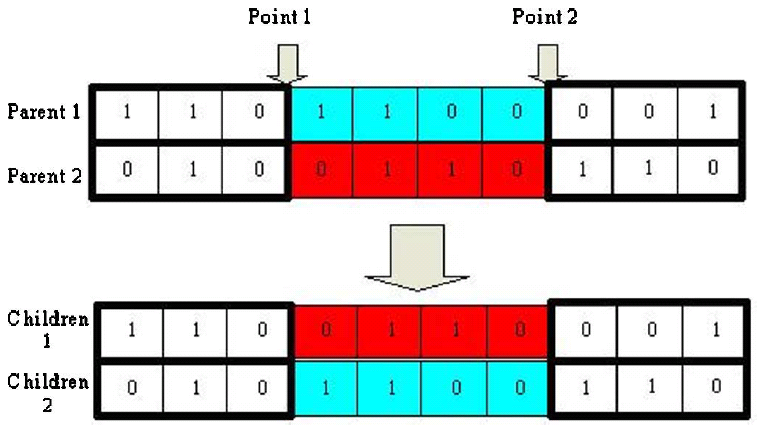 Point 1 Point 2
Parent 1 1 1 0 1 1 0 0 0 0 1
Parent 2 0 1 0 0 1 1 0 1 1 0
Children
1 1 1 0 0 1 1 0 0 0 1
Children
2 0 1 0 1 1 0 0 1 1 0